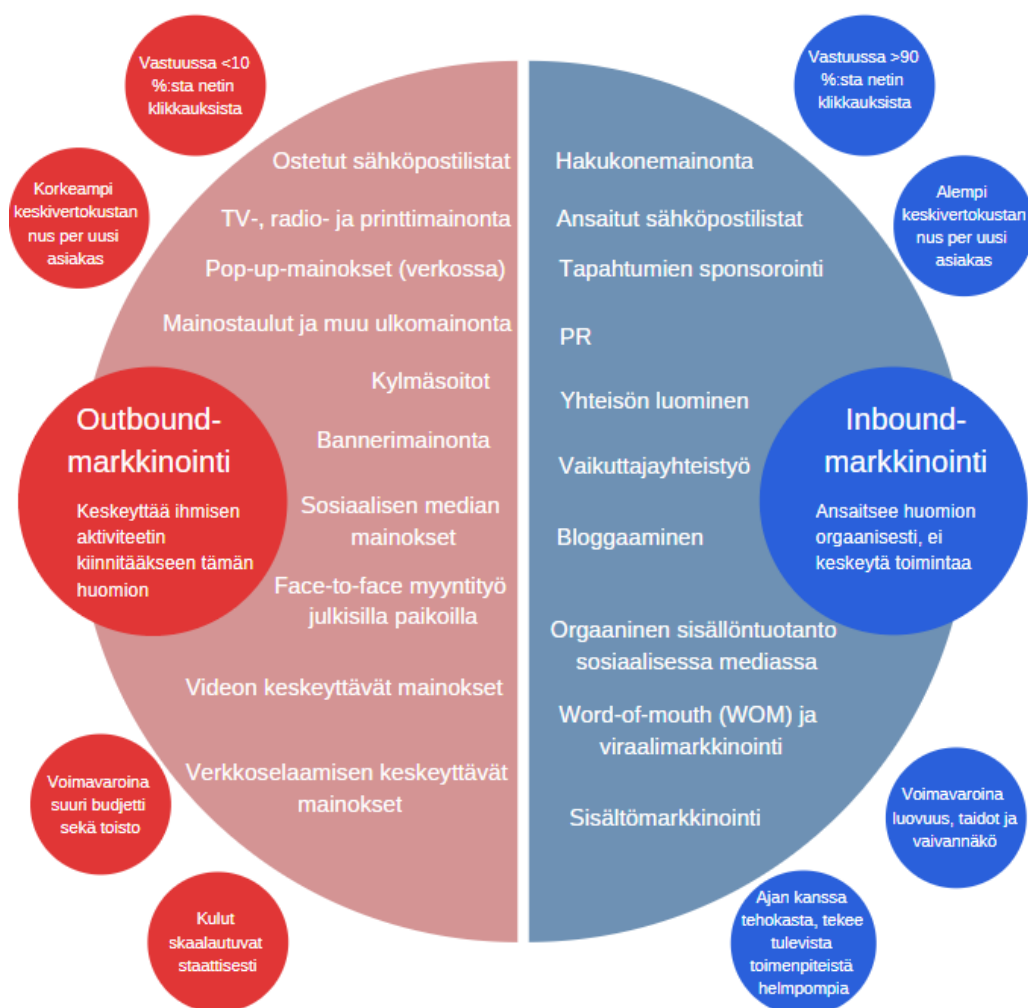 Vastuussa <10
%:sta netin
klikkauksista
Korkeampi
keskivertokustan
nus per uusi
asiakas
Outbound-
markkinointi
Keskeyttää ihmisen
aktiviteetin
kiinnitääkseen tämän
huomion
Voimavaroina
suuri budjetti
sekä toisto
Kulut
skaalautuvat
staattisesti
Ostetut sähköpostilistat
TV-, radio- ja printtimainonta
Pop-up-mainokset (verkossa)
Mainostaulut ja muu ulkomainonta
Kylmäsoitot
Bannerimainonta
Sosiaalisen median
mainokset
Face-to-face myyntityö
julkisilla paikoilla
Videon keskeyttävät mainokset
Verkkoselaamisen keskeyttävät
mainokset
Hakukonemainonta
Ansaitut sähköpostilistat
Tapahtumien sponsorointi
PR
Yhteisön luominen
Vaikuttajayhteistyö
Bloggaaminen
Orgaaninen sisällöntuotanto
sosiaalisessa mediassa
Word-of-mouth (WOM) ja
viraalimarkkinointi
Sisältömarkkinointi
Vastuussa >90
%:sta netin
klikkauksista
Alempi
keskivertokustan
nus per uusi
asiakas
Inbound-
markkinointi
Ansaitsee huomion
orgaanisesti, ei
keskeytä toimintaa
Voimavaroina
luovuus, taidot ja
vaivannäkö
Ajan kanssa
tehokasta, tekee
tulevista
toimenpiteistä
helmpompia